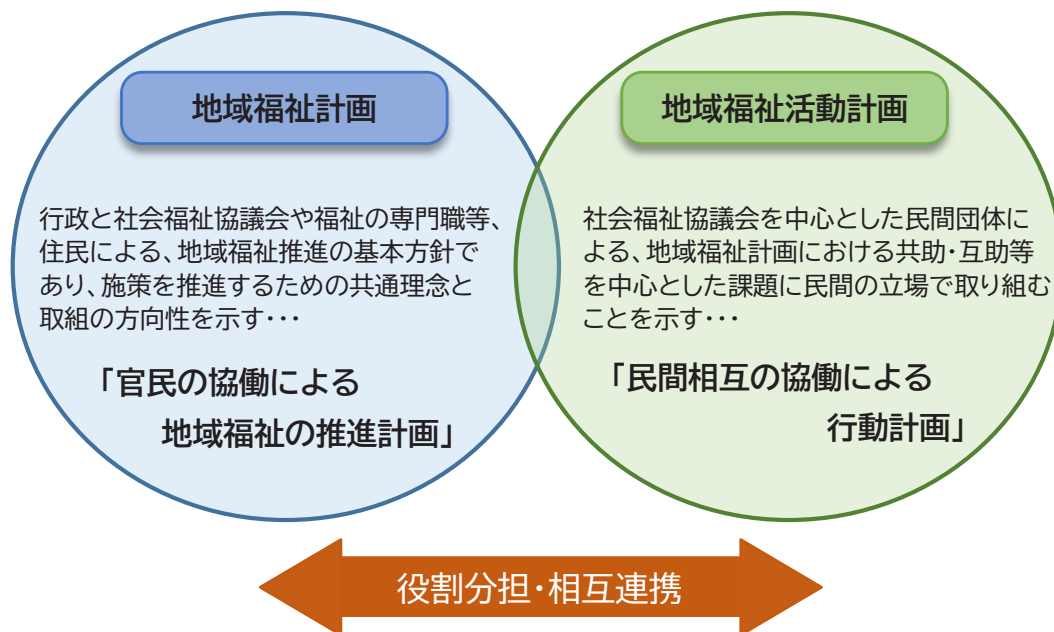 地域福祉計画
行政と社会福祉協議会や福祉の専門職等、
住民による、地域福祉推進の基本方針で
あり、施策を推進するための共通理念と
取組の方向性を示す・・・
「官民の協働による
地域福祉の推進計画」
地域福祉活動計画
社会福祉協議会を中心とした民間団体に
よる、地域福祉計画における共助・互助等
を中心とした課題に民間の立場で取り組む
ことを示す・・・
「民間相互の協働による
行動計画」
役割分担・相互連携